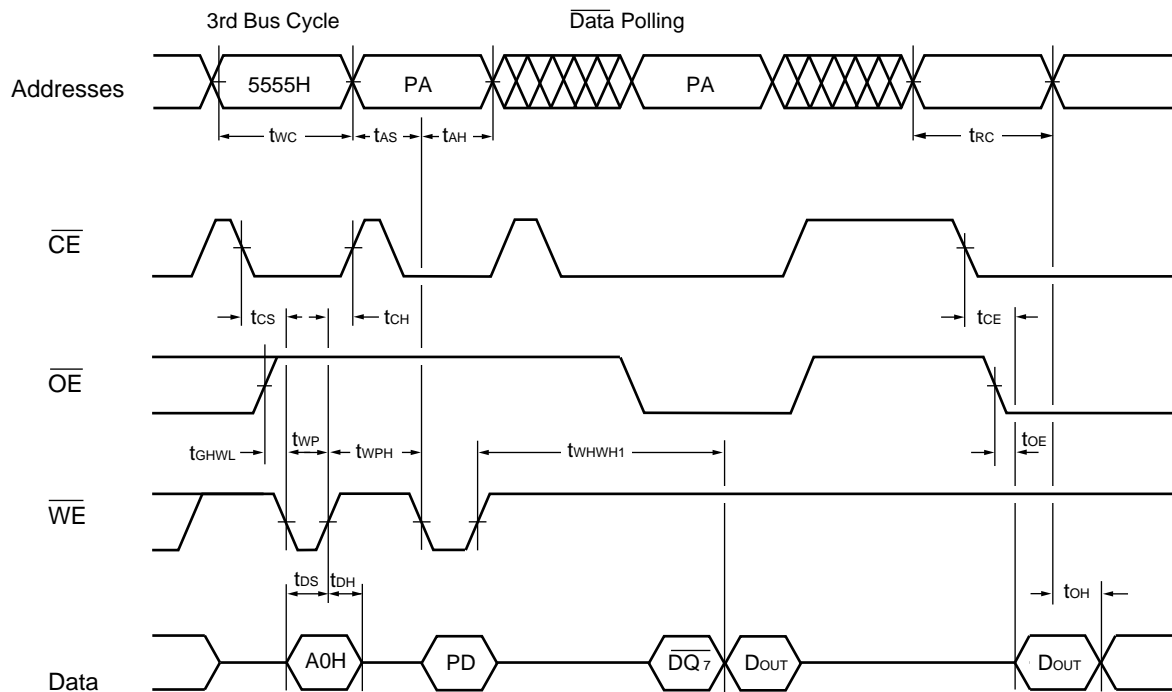 3rd Bus Cycle Data Polling
Addresses 5555H PA PA
tWC tAS tAH tRC
CE
tCS tCH tCE
OE
tGHWL tWP tWPH tWHWH1 tOE
WE
tDS tDH tOH
Data A0H PD DQ7 DOUT DOUT